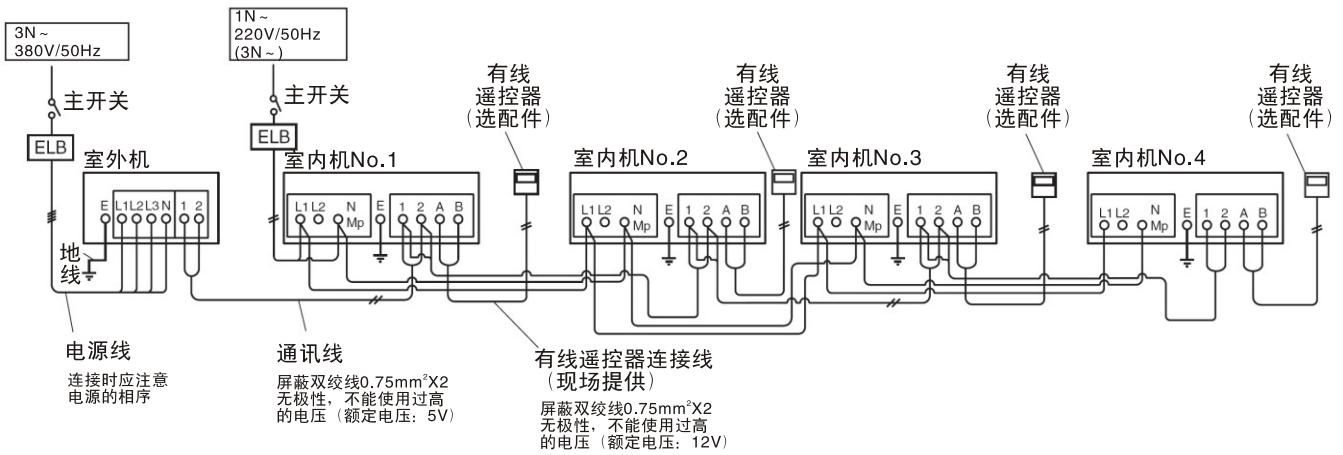 3N～
380V/50Hz
主开关
ELB
室外机
E L1 L2 L3 N 1 2
地
线
电源线
连接时应注意
电源的相序
1N～
220V/50Hz
(3N～)
主开关
ELB
室内机No.1
L1 L2 N Mp E 1 2 A B
有线
遥控器
(选配件)
室内机No.2
L1 L2 N Mp E 1 2 A B
有线
遥控器
(选配件)
室内机No.3
L1 L2 N Mp E 1 2 A B
有线
遥控器
(选配件)
室内机No.4
L1 L2 N Mp E 1 2 A B
有线
遥控器
(选配件)
通讯线
屏蔽双绞线0.75mm²X2
无极性，不能使用过高
的电压（额定电压：5V）
有线遥控器连接线
（现场提供）
屏蔽双绞线0.75mm²X2
无极性，不能使用过高
的电压（额定电压：12V）